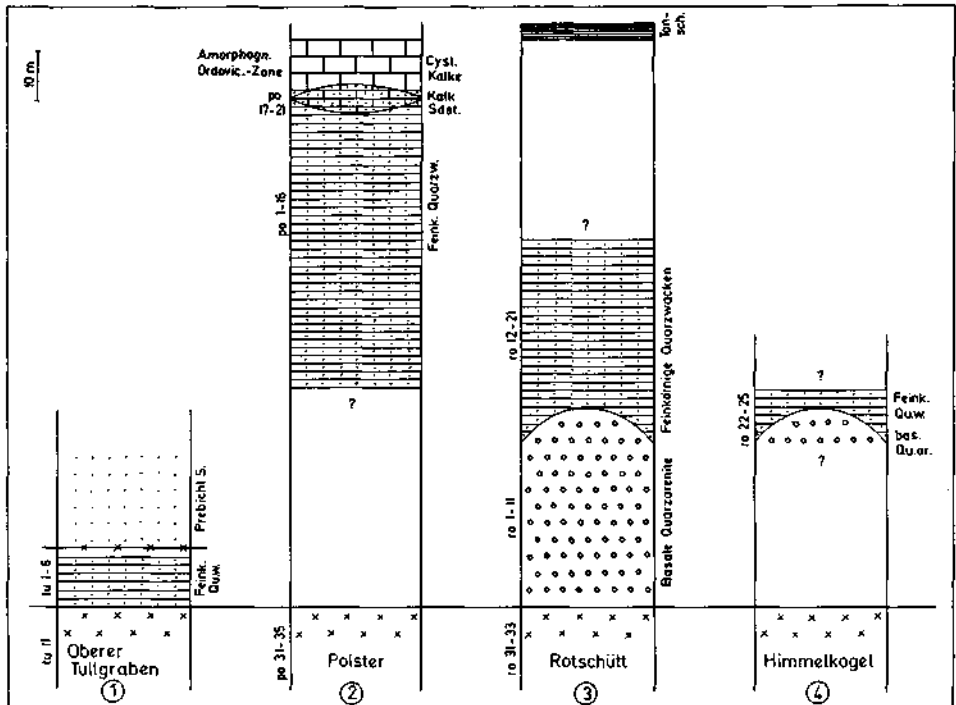 10 m
Amorphogn.
Ordovic.-Zone
po
17-21
po 1-16
Cyst.
Kalke
Kalk
Sdst.
Feink. Quarzw.
?
Polster
po 31-35
②
Prebichl S.
Feink.
Qu.w.
tu 1-6
tu 11
Oberer
Tullgraben
①
Ton-
sch.
?
ro 12-21
Feinkörnige Quarzwacken
ro 1-11
Basale Quarzarenite
ro 31-33
Rotschütt
③
?
ro 22-25
Feink.
Qu.w.
bas.
Qu.ar.
?
Himmelkogel
④